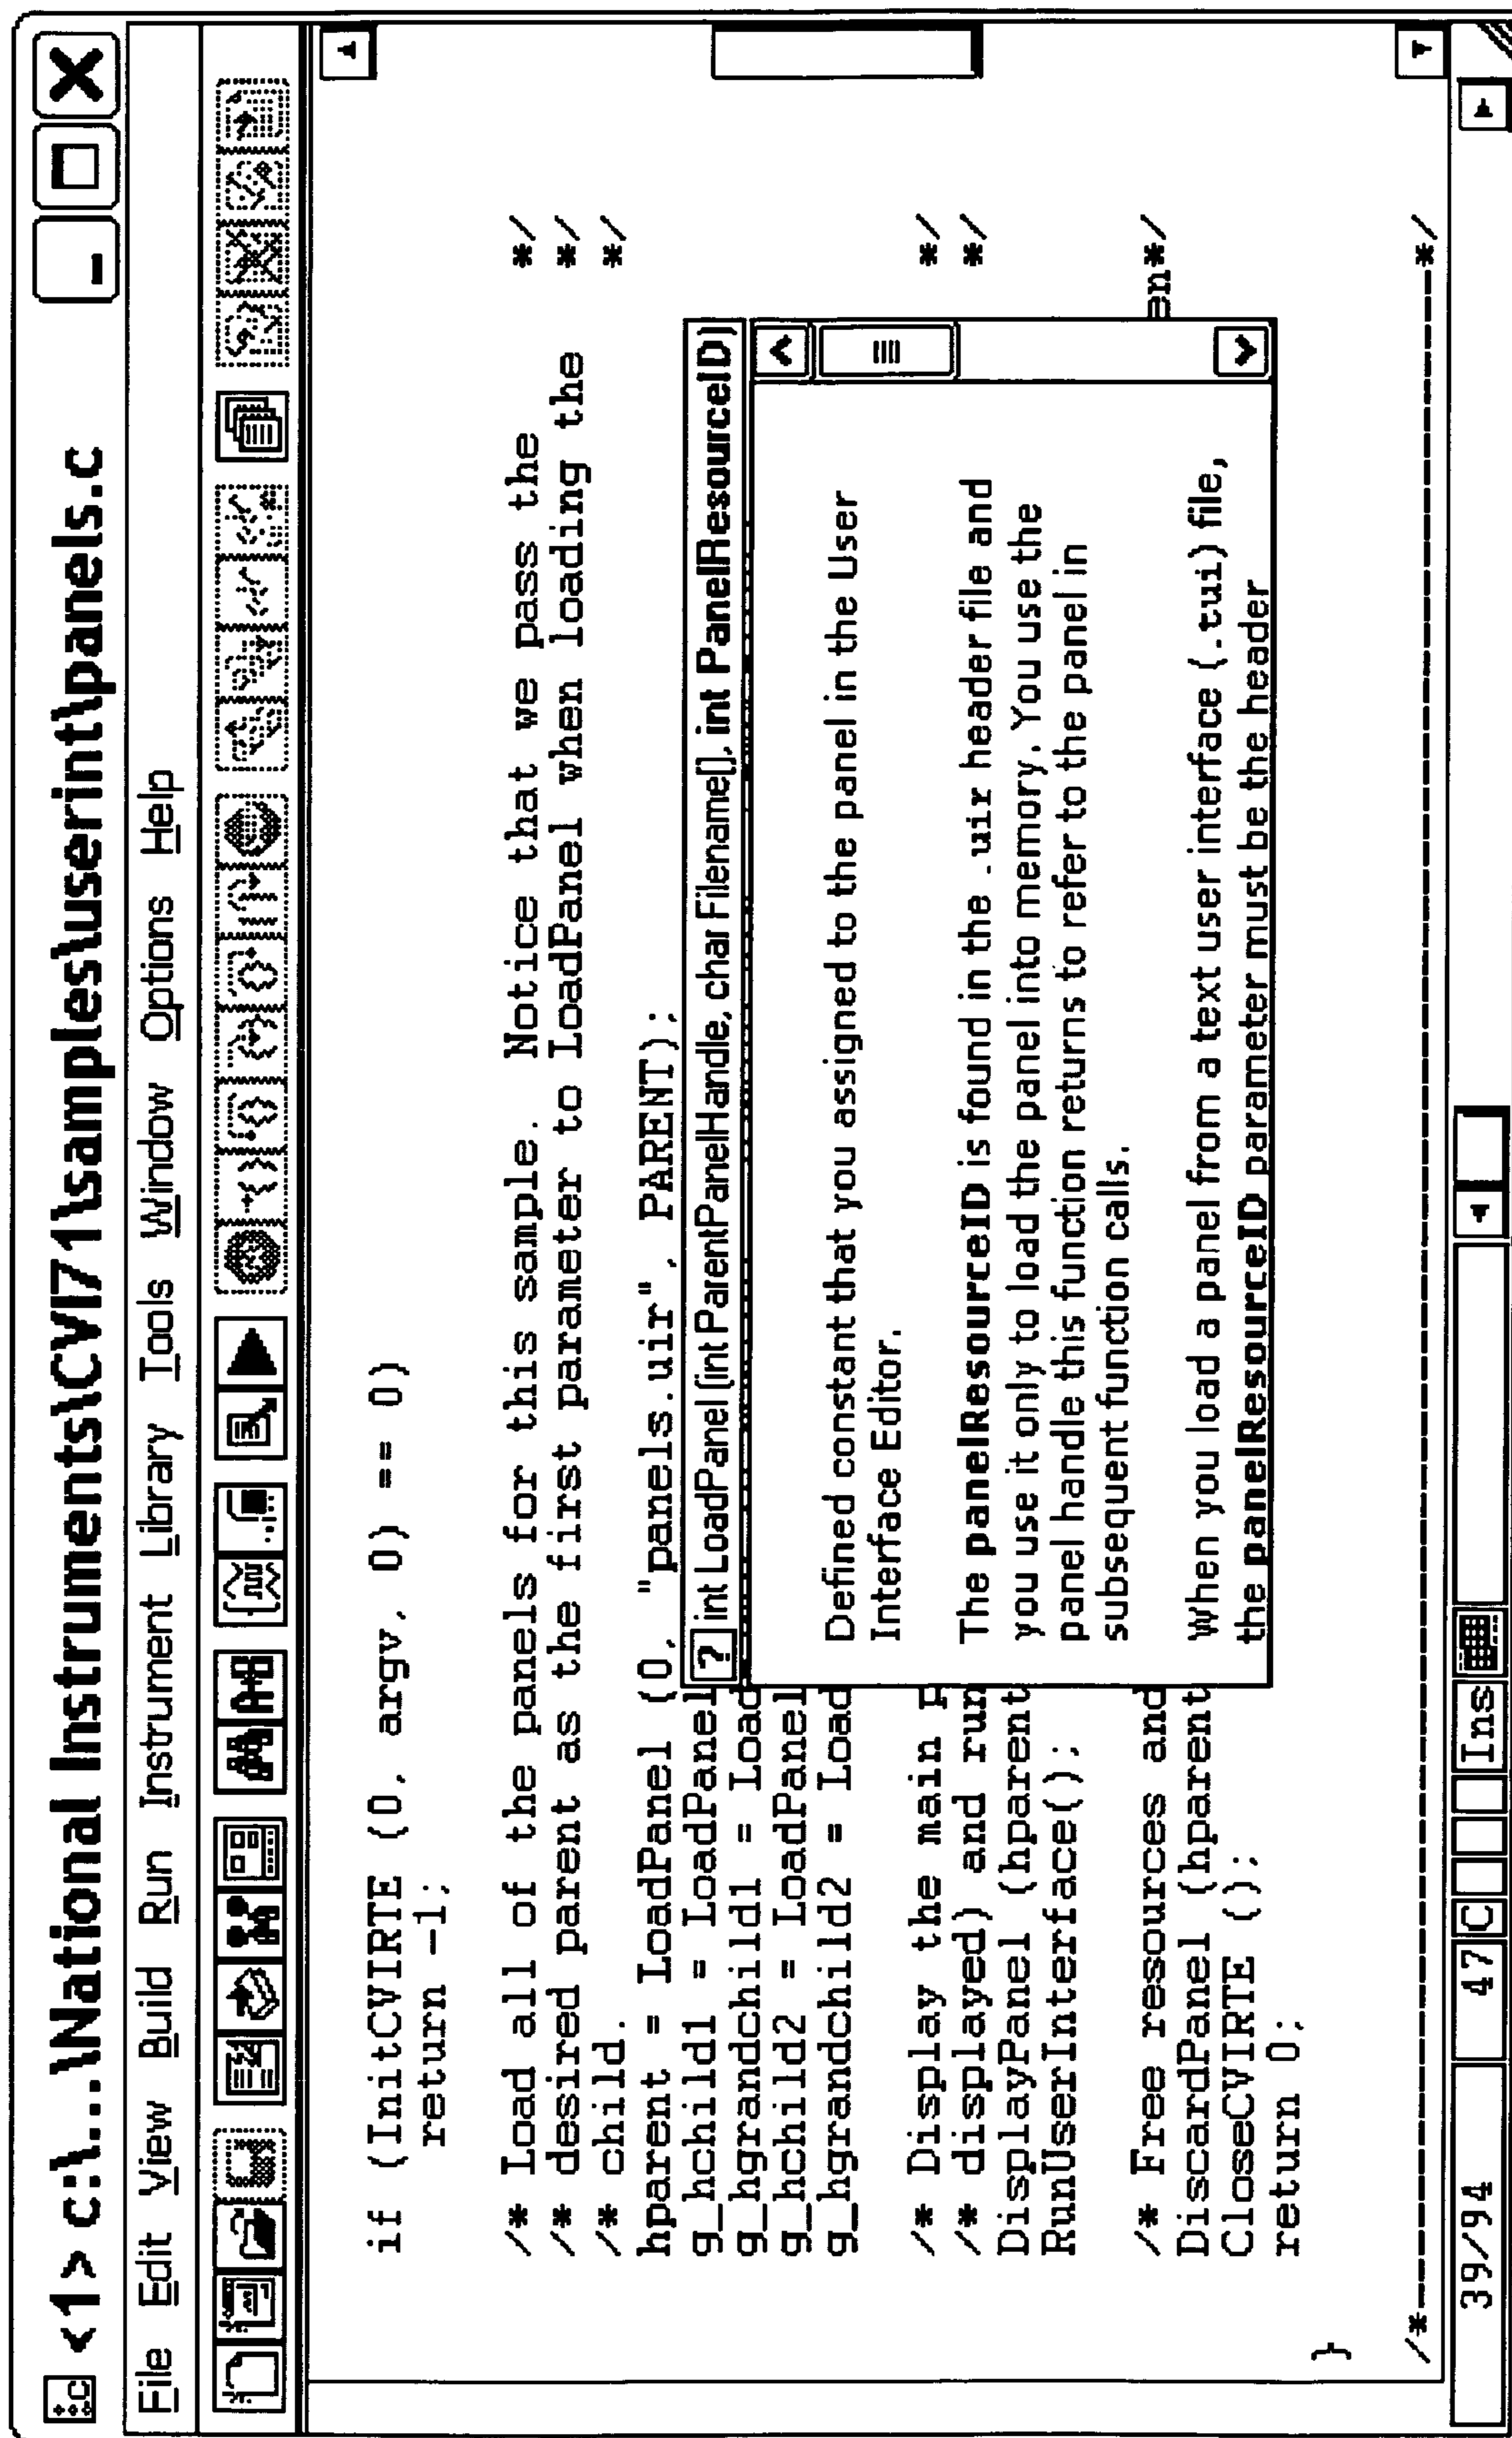 <1> c:\...\National Instruments\CVI71\samples\userint\panels.c
File Edit View Build Run Instrument Library Tools Window Options Help
if (InitCVIRTE (0, argv, 0) == 0)
return -1;
/* Load all of the panels for this sample. Notice that we pass the */
/* desired parent as the first parameter to LoadPanel when loading the */
/* child. */
hparent = LoadPanel (0, "panels.uir", PARENT);
g_hchild1 = LoadPanel
g_hgrandchild1 = Load
g_hchild2 = LoadPanel
g_hgrandchild2 = Load
? int LoadPanel (int ParentPanelHandle, char Filename[], int PanelResourceID)
Defined constant that you assigned to the panel in the User
Interface Editor.
The panelResourceID is found in the .uir header file and
you use it only to load the panel into memory. You use the
panel handle this function returns to refer to the panel in
subsequent function calls.
When you load a panel from a text user interface (.tui) file,
the panelResourceID parameter must be the header
/* Display the main p */
/* displayed) and run */
DisplayPanel (hparent
RunUserInterface();
/* Free resources and en*/
DiscardPanel (hparent
CloseCVIRTE ();
return 0;
}
/*---------------------------------------------------------------------------*/
39/94 47 C Ins